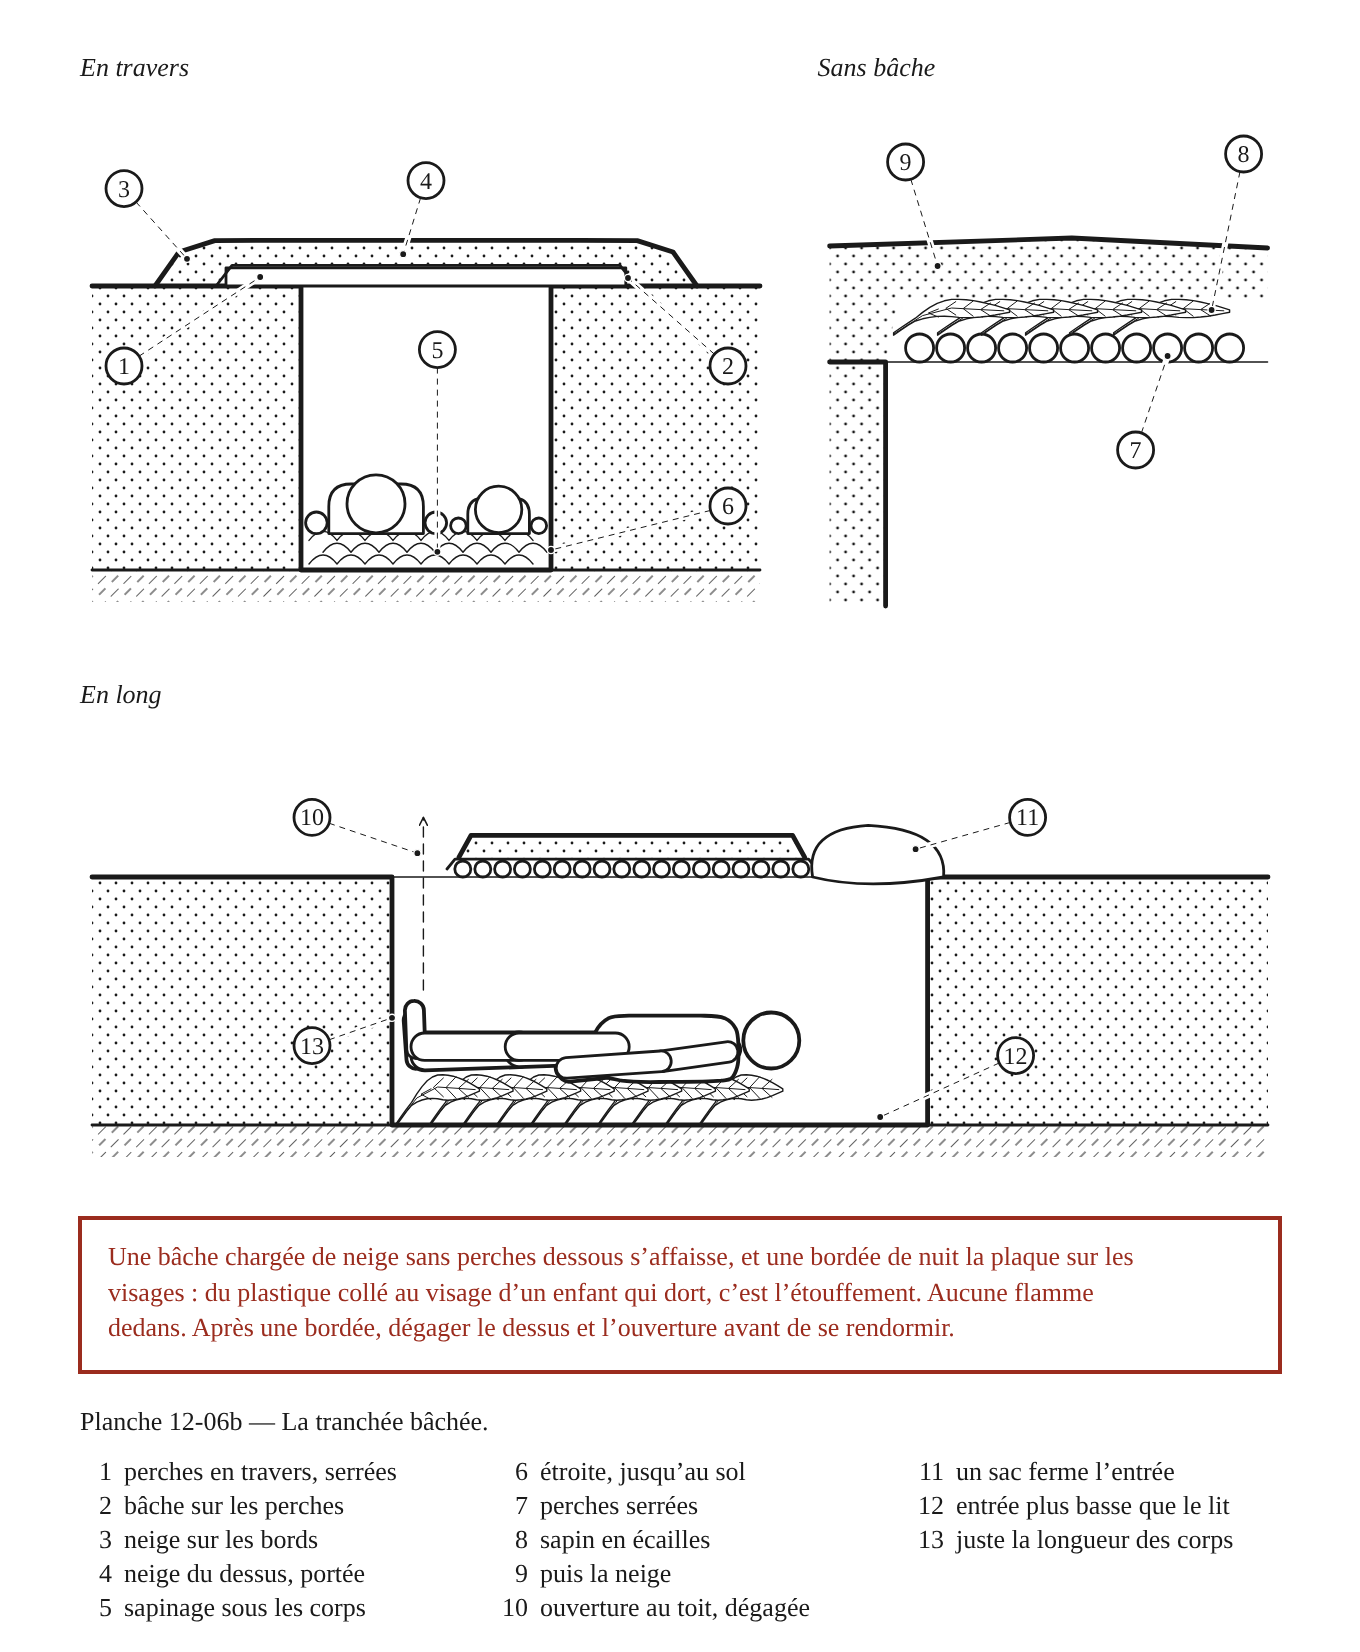 En travers
Sans bâche
3
4
9
8
1
5
2
6
7
En long
10
11
13
12
Une bâche chargée de neige sans perches dessous s’affaisse, et une bordée de nuit la plaque sur les
visages : du plastique collé au visage d’un enfant qui dort, c’est l’étouffement. Aucune flamme
dedans. Après une bordée, dégager le dessus et l’ouverture avant de se rendormir.
Planche 12-06b — La tranchée bâchée.
1 perches en travers, serrées
2 bâche sur les perches
3 neige sur les bords
4 neige du dessus, portée
5 sapinage sous les corps
6 étroite, jusqu’au sol
7 perches serrées
8 sapin en écailles
9 puis la neige
10 ouverture au toit, dégagée
11 un sac ferme l’entrée
12 entrée plus basse que le lit
13 juste la longueur des corps